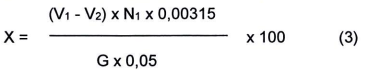 (V₁ - V₂) x N₁ x 0,00315
X = x 100 (3)
G x 0,05